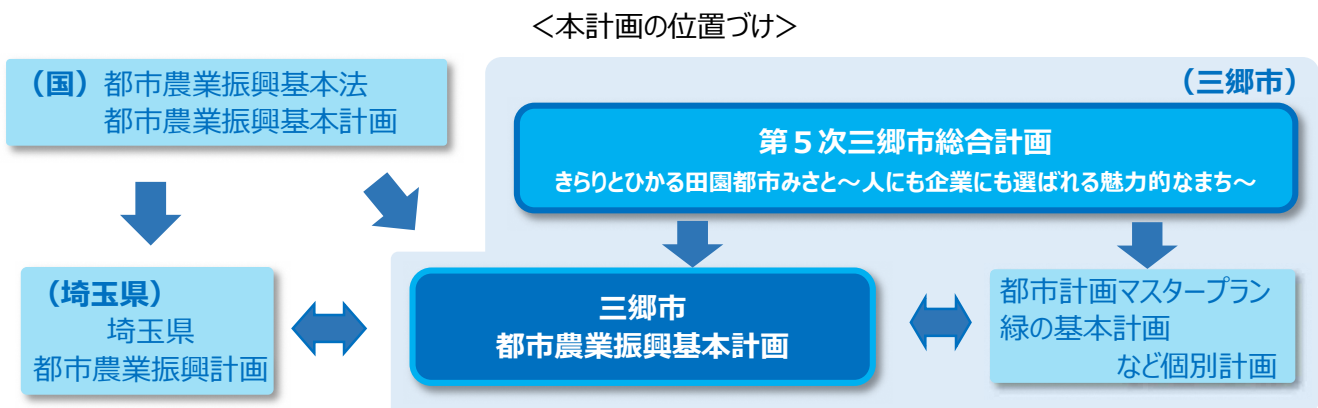 ＜本計画の位置づけ＞
（国）都市農業振興基本法
都市農業振興基本計画
（三郷市）
第５次三郷市総合計画
きらりとひかる田園都市みさと～人にも企業にも選ばれる魅力的なまち～
（埼玉県）
埼玉県
都市農業振興計画
三郷市
都市農業振興基本計画
都市計画マスタープラン
緑の基本計画
など個別計画